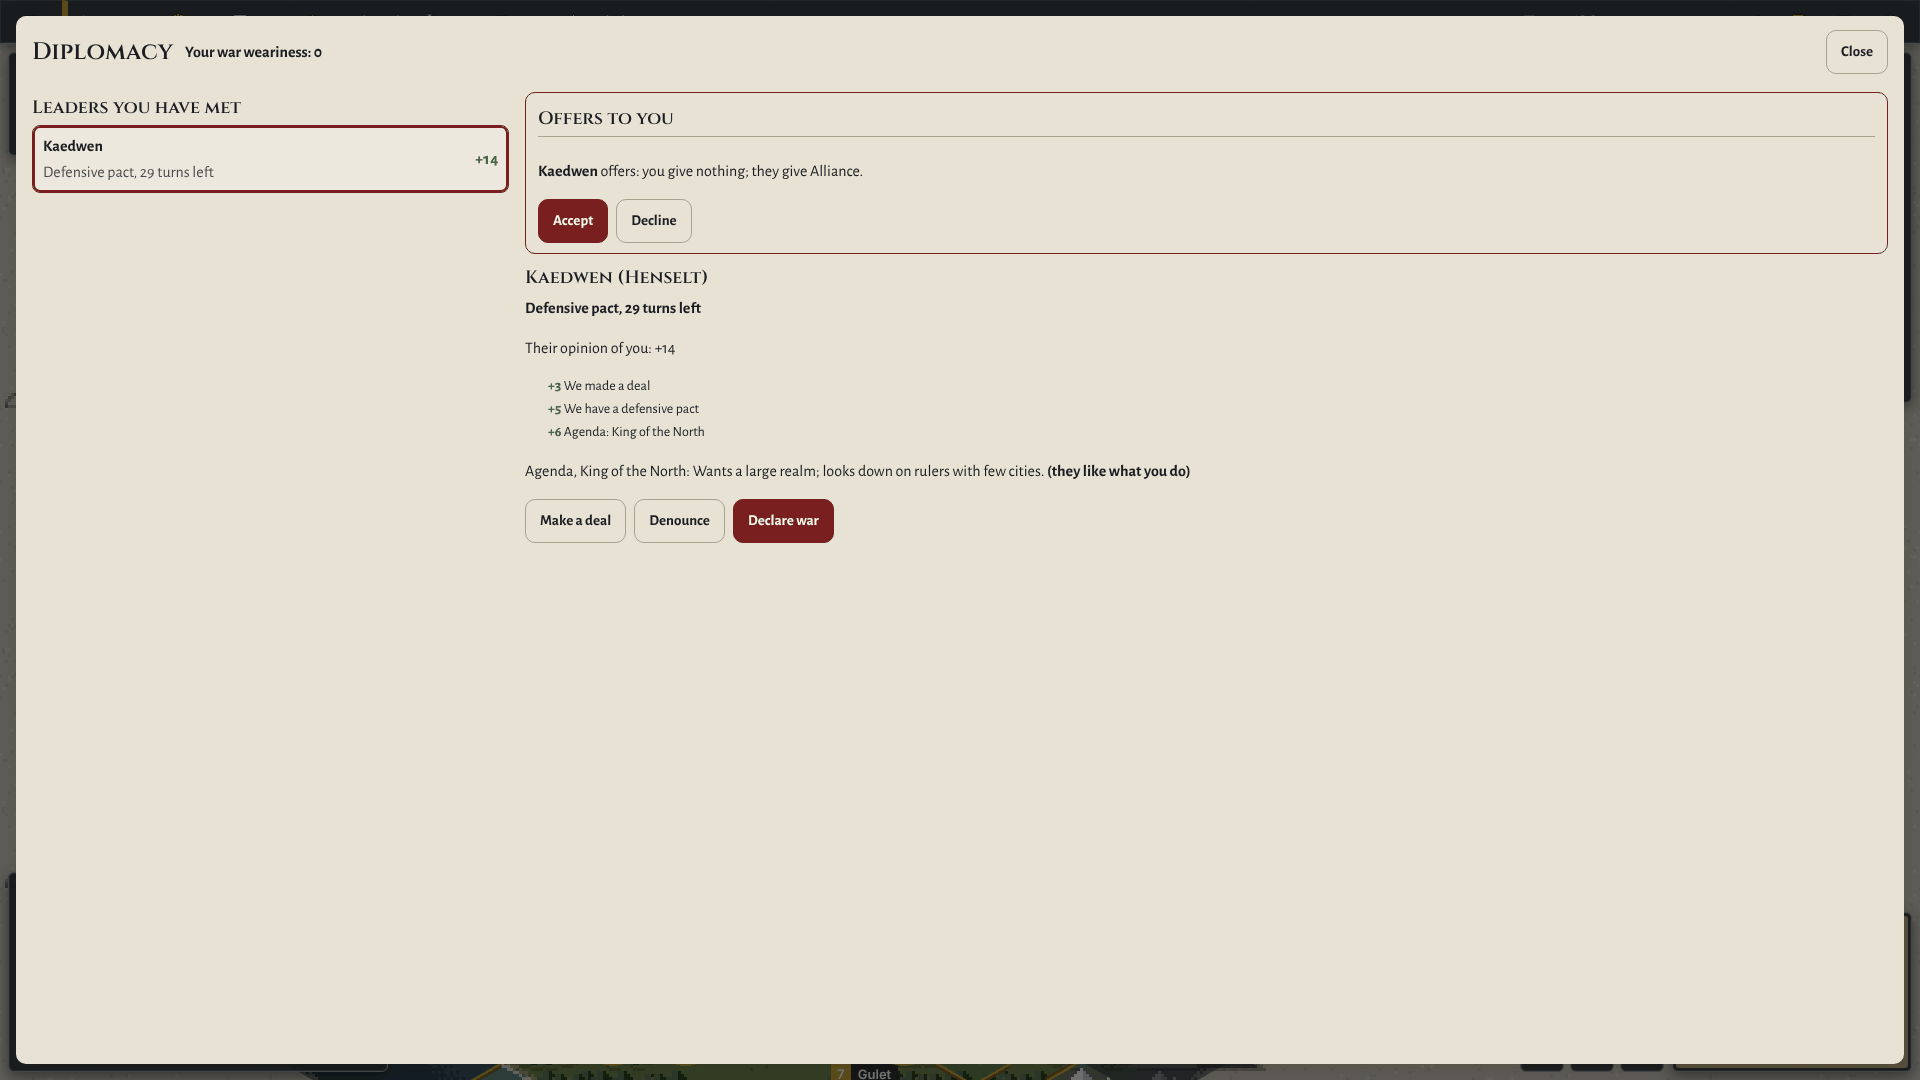 Diplomacy Your war weariness: 0
Close
Leaders you have met
Kaedwen
Defensive pact, 29 turns left
+14
Offers to you
Kaedwen offers: you give nothing; they give Alliance.
Accept Decline
Kaedwen (Henselt)
Defensive pact, 29 turns left
Their opinion of you: +14
+3 We made a deal
+5 We have a defensive pact
+6 Agenda: King of the North
Agenda, King of the North: Wants a large realm; looks down on rulers with few cities. (they like what you do)
Make a deal Denounce Declare war
7 Gulet